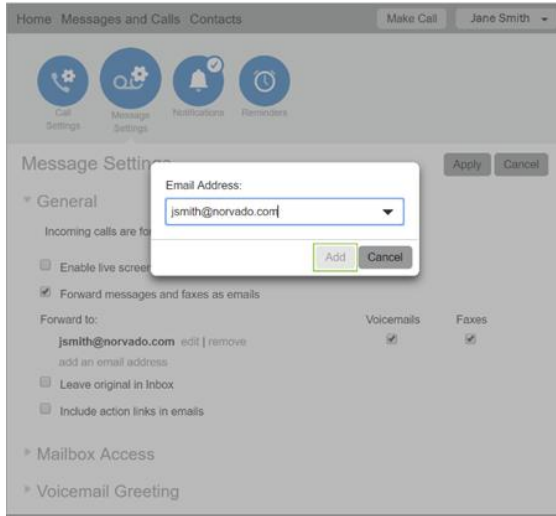 Home Messages and Calls Contacts Make Call Jane Smith
Call Settings
Message Settings
Notifications
Reminders
Message Settin
Apply Cancel
Email Address:
jsmith@norvado.com
Add Cancel
General
Incoming calls are fo
Enable live screen
Forward messages and faxes as emails
Forward to: Voicemails Faxes
jsmith@norvado.com edit | remove
add an email address
Leave original in Inbox
Include action links in emails
Mailbox Access
Voicemail Greeting